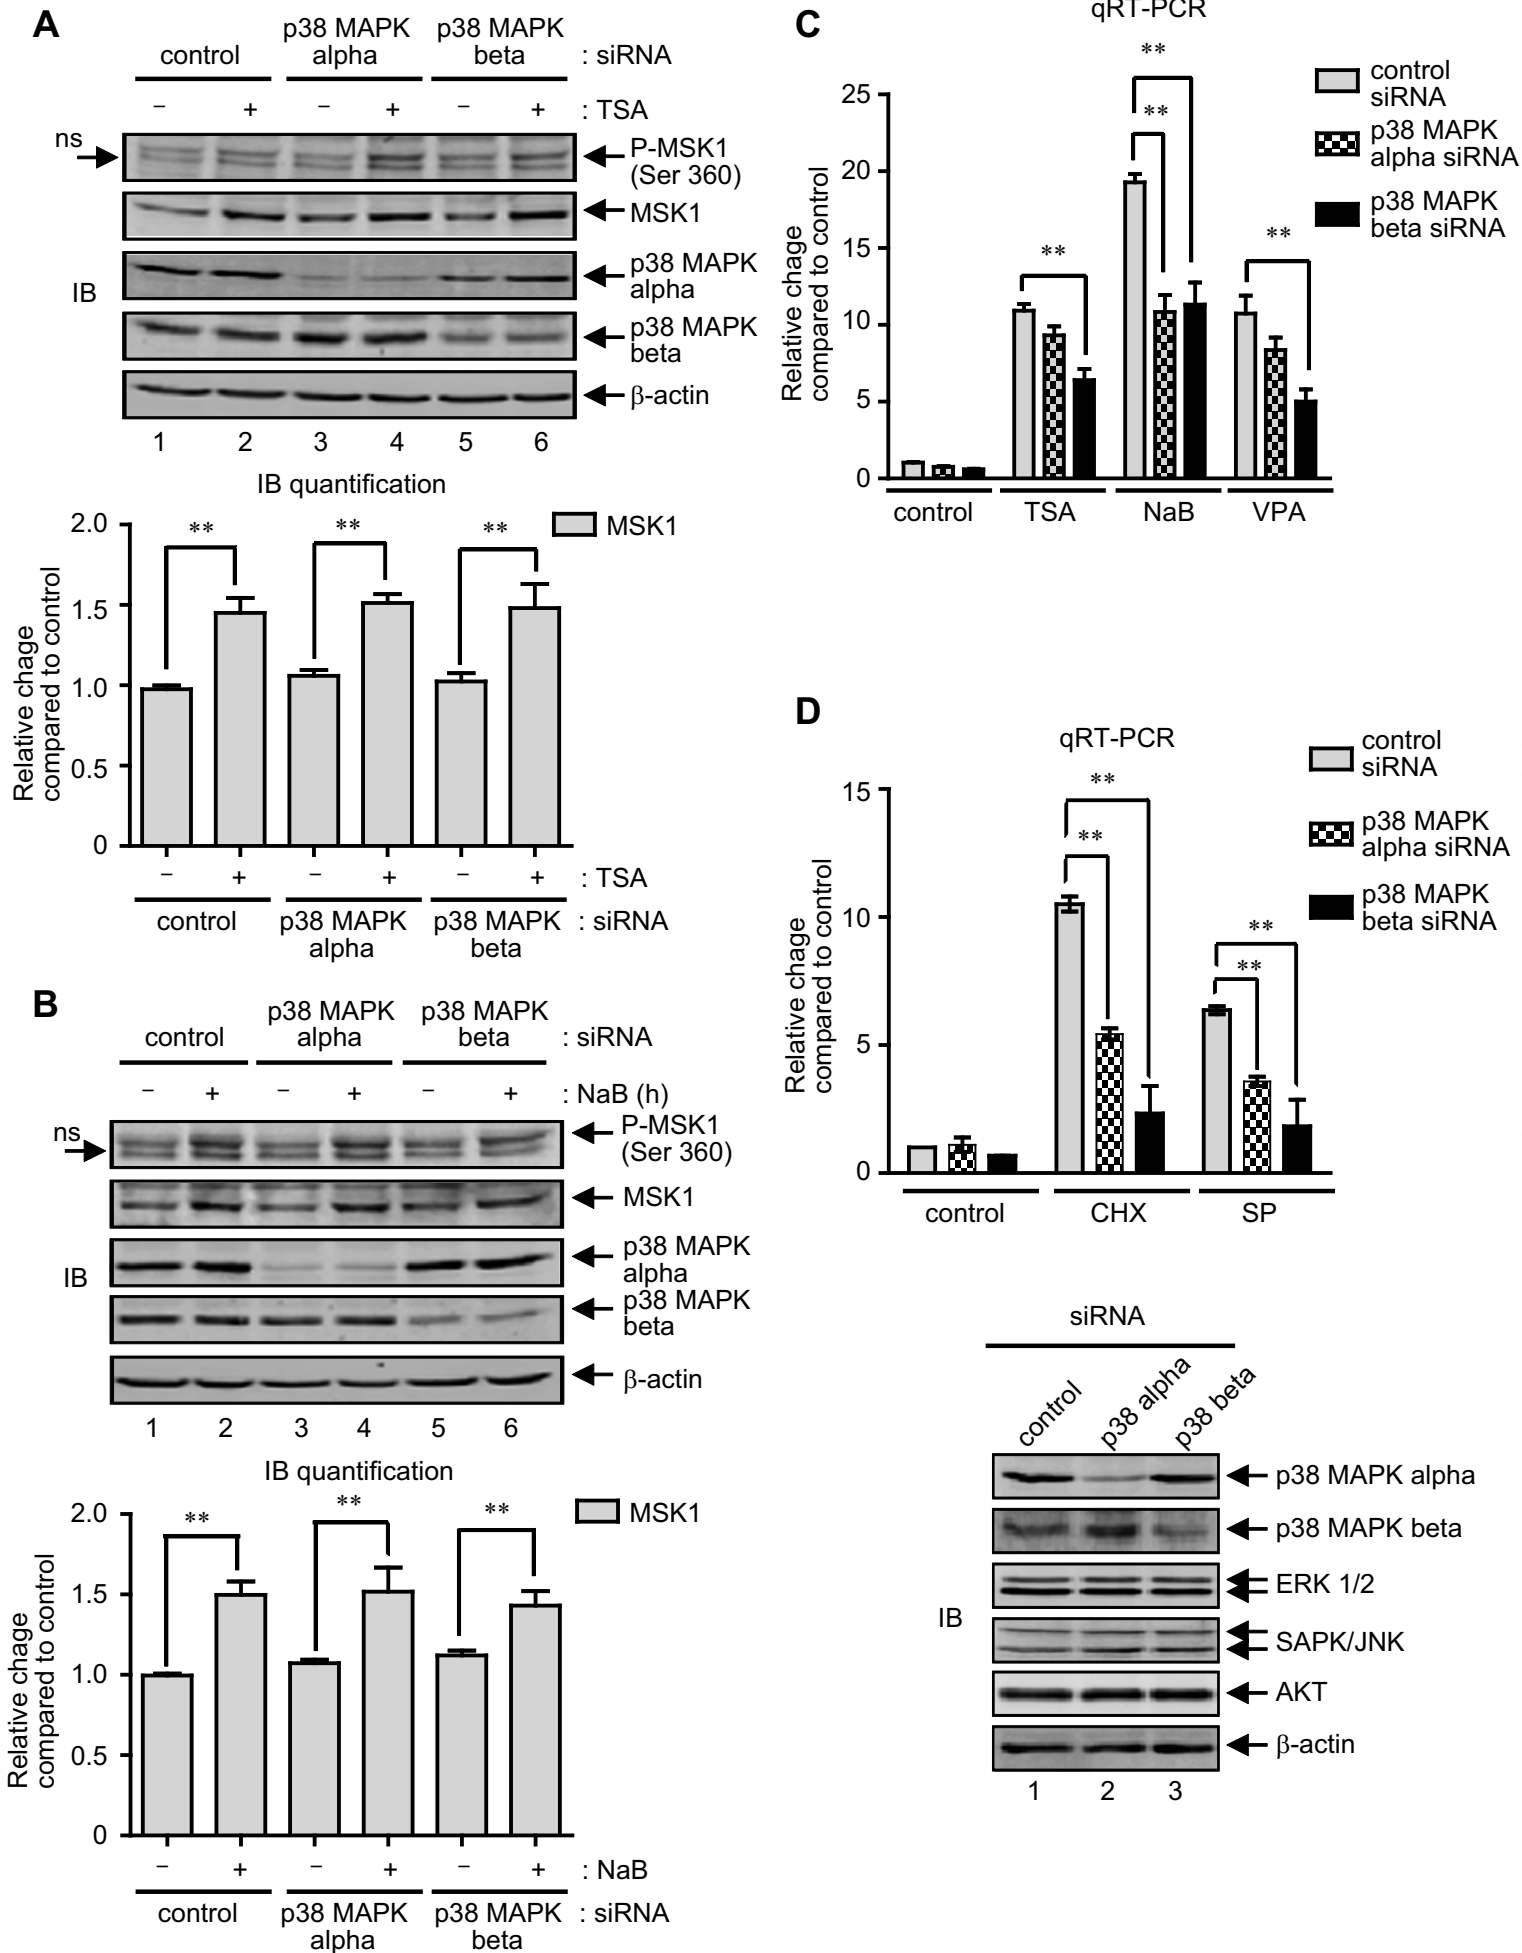 A
p38 MAPK p38 MAPK
control alpha beta : siRNA
− + − + − + : TSA
ns
P-MSK1
(Ser 360)
MSK1
p38 MAPK
alpha
IB
p38 MAPK
beta
β-actin
1 2 3 4 5 6
IB quantification
MSK1
** ** **
Relative chage
compared to control
2.0
1.5
1.0
0.5
0
− + − + − + : TSA
control p38 MAPK p38 MAPK : siRNA
alpha beta
B
p38 MAPK p38 MAPK
control alpha beta : siRNA
− + − + − + : NaB (h)
ns
P-MSK1
(Ser 360)
MSK1
p38 MAPK
alpha
IB
p38 MAPK
beta
β-actin
1 2 3 4 5 6
IB quantification
MSK1
** ** **
Relative chage
compared to control
2.0
1.5
1.0
0.5
0
− + − + − + : NaB
control p38 MAPK p38 MAPK : siRNA
alpha beta
C
qRT-PCR
control
siRNA
p38 MAPK
alpha siRNA
p38 MAPK
beta siRNA
**
**
** **
Relative chage
compared to control
25
20
15
10
5
0
control TSA NaB VPA
D
qRT-PCR
control
siRNA
p38 MAPK
alpha siRNA
p38 MAPK
beta siRNA
**
**
**
**
Relative chage
compared to control
15
10
5
0
control CHX SP
siRNA
control p38 alpha p38 beta
p38 MAPK alpha
p38 MAPK beta
ERK 1/2
IB
SAPK/JNK
AKT
β-actin
1 2 3